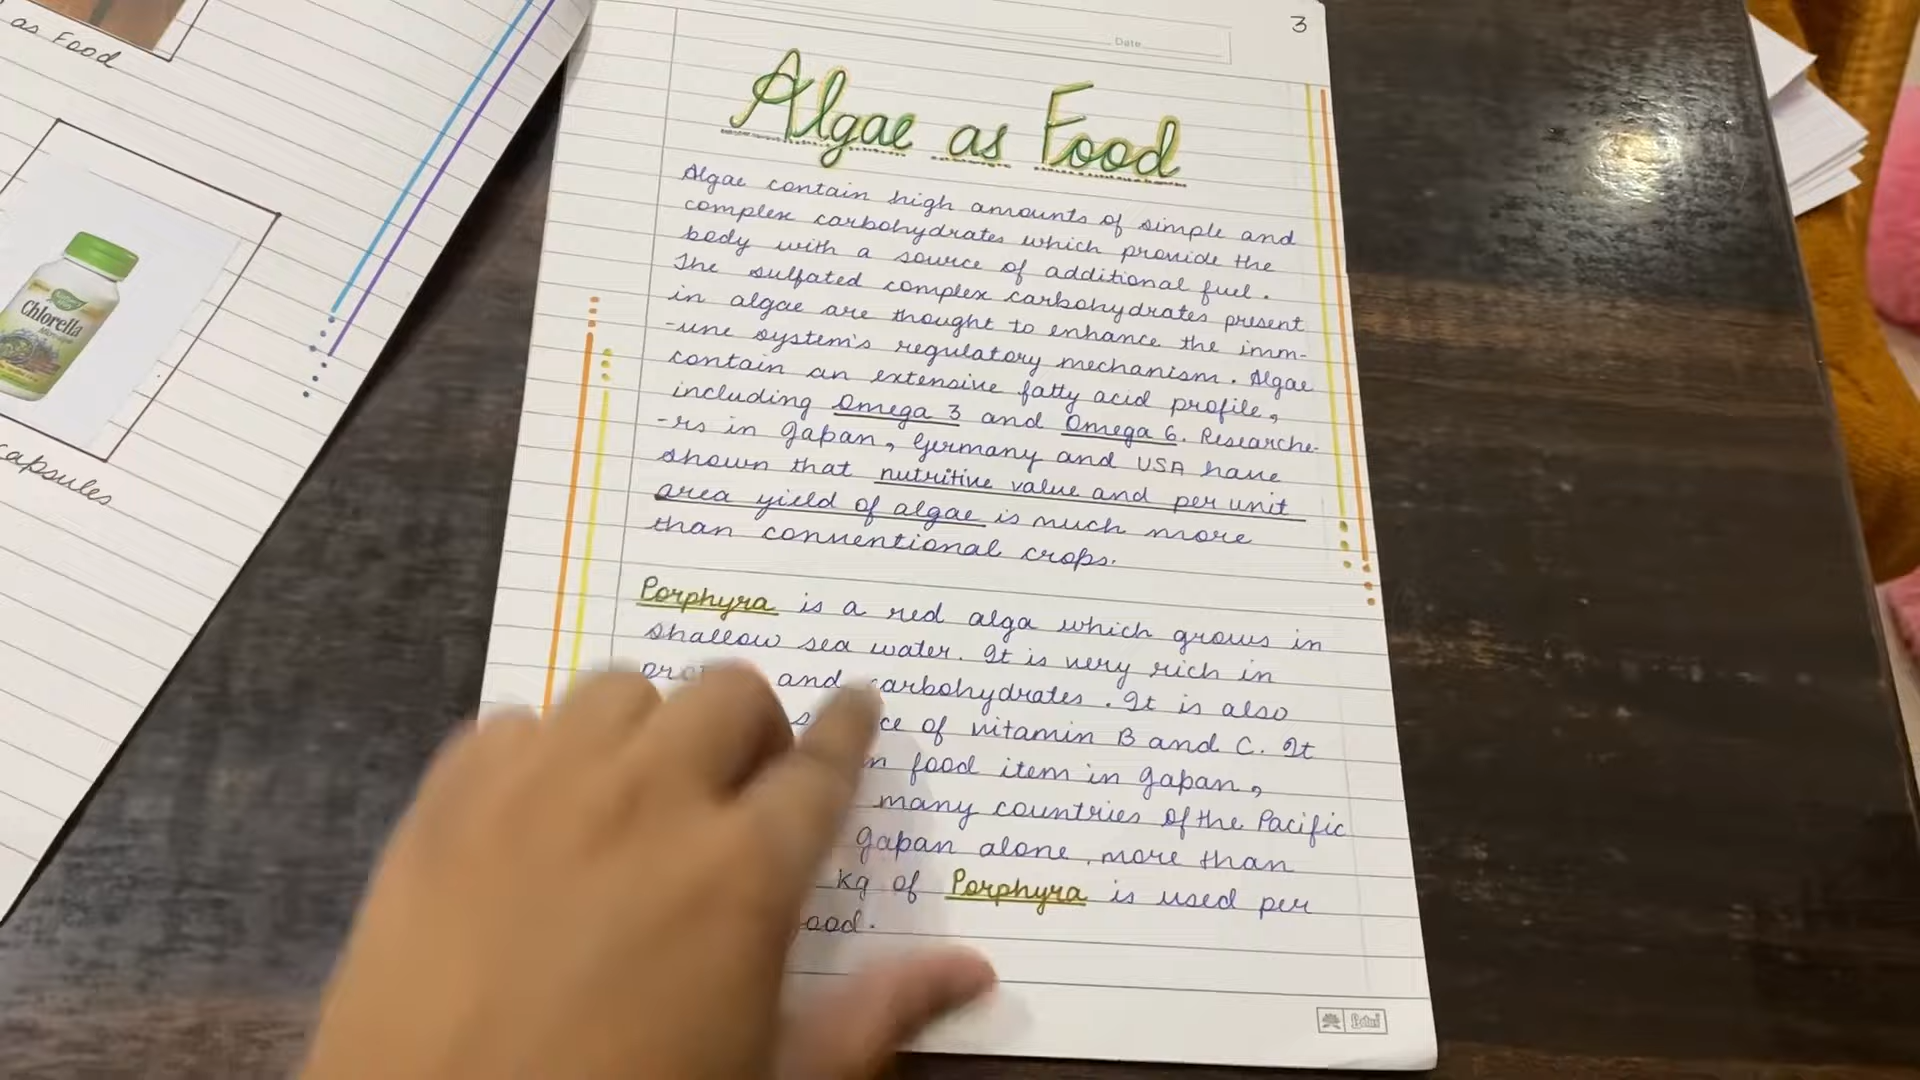 as Food
Chlorella
capsules
3
Date
Algae as Food
Algae contain high amounts of simple and
complex carbohydrates which provide the
body with a source of additional fuel.
The sulfated complex carbohydrates present
in algae are thought to enhance the imm-
-une system's regulatory mechanism. Algae
contain an extensive fatty acid profile,
including Omega 3 and Omega 6. Researche-
-rs in Japan, Germany and USA have
shown that nutritive value and per unit
area yield of algae is much more
than conventional crops.
Porphyra is a red alga which grows in
shallow sea water. It is very rich in
and carbohydrates. It is also
of vitamin B and C. It
food item in Japan,
many countries of the Pacific
Japan alone, more than
kg of Porphyra is used per